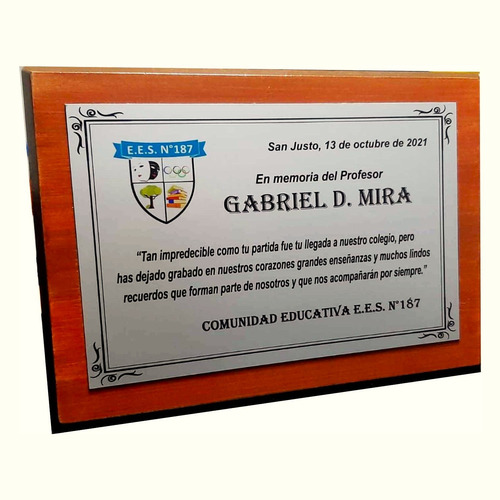 E.E.S. N°187
San Justo, 13 de octubre de 2021
En memoria del Profesor
GABRIEL D. MIRA
“Tan impredecible como tu partida fue tu llegada a nuestro colegio, pero
has dejado grabado en nuestros corazones grandes enseñanzas y muchos lindos
recuerdos que forman parte de nosotros y que nos acompañarán por siempre.”
COMUNIDAD EDUCATIVA E.E.S. N°187